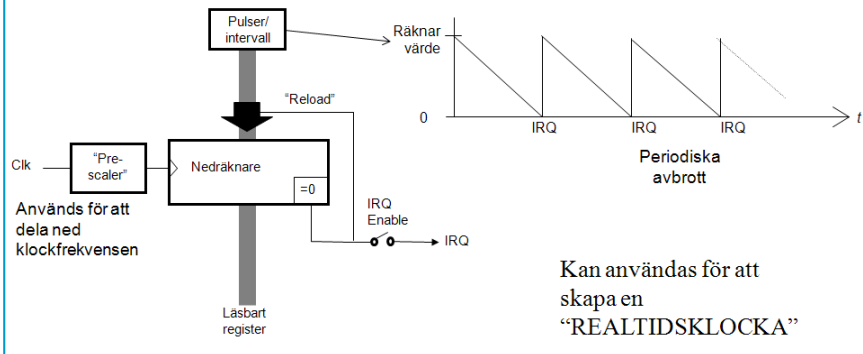 Pulser/
intervall
Räknar
värde
"Reload"
0
t
IRQ
IRQ
IRQ
Periodiska
avbrott
Clk
"Pre-
scaler"
Nedräknare
=0
Används för att
dela ned
klockfrekvensen
IRQ
Enable
IRQ
Läsbart
register
Kan användas för att
skapa en
“REALTIDSKLOCKA”